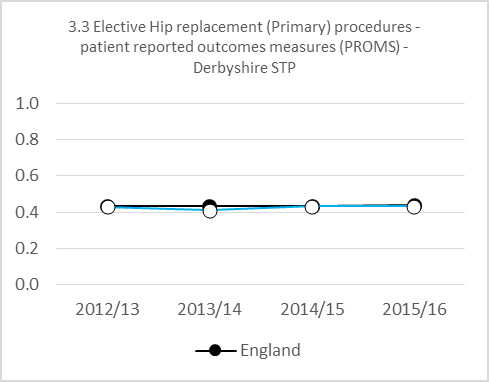 3.3 Elective Hip replacement (Primary) procedures -
patient reported outcomes measures (PROMS) -
Derbyshire STP
1.0
0.8
0.6
0.4
0.2
0.0
2012/13 2013/14 2014/15 2015/16
England